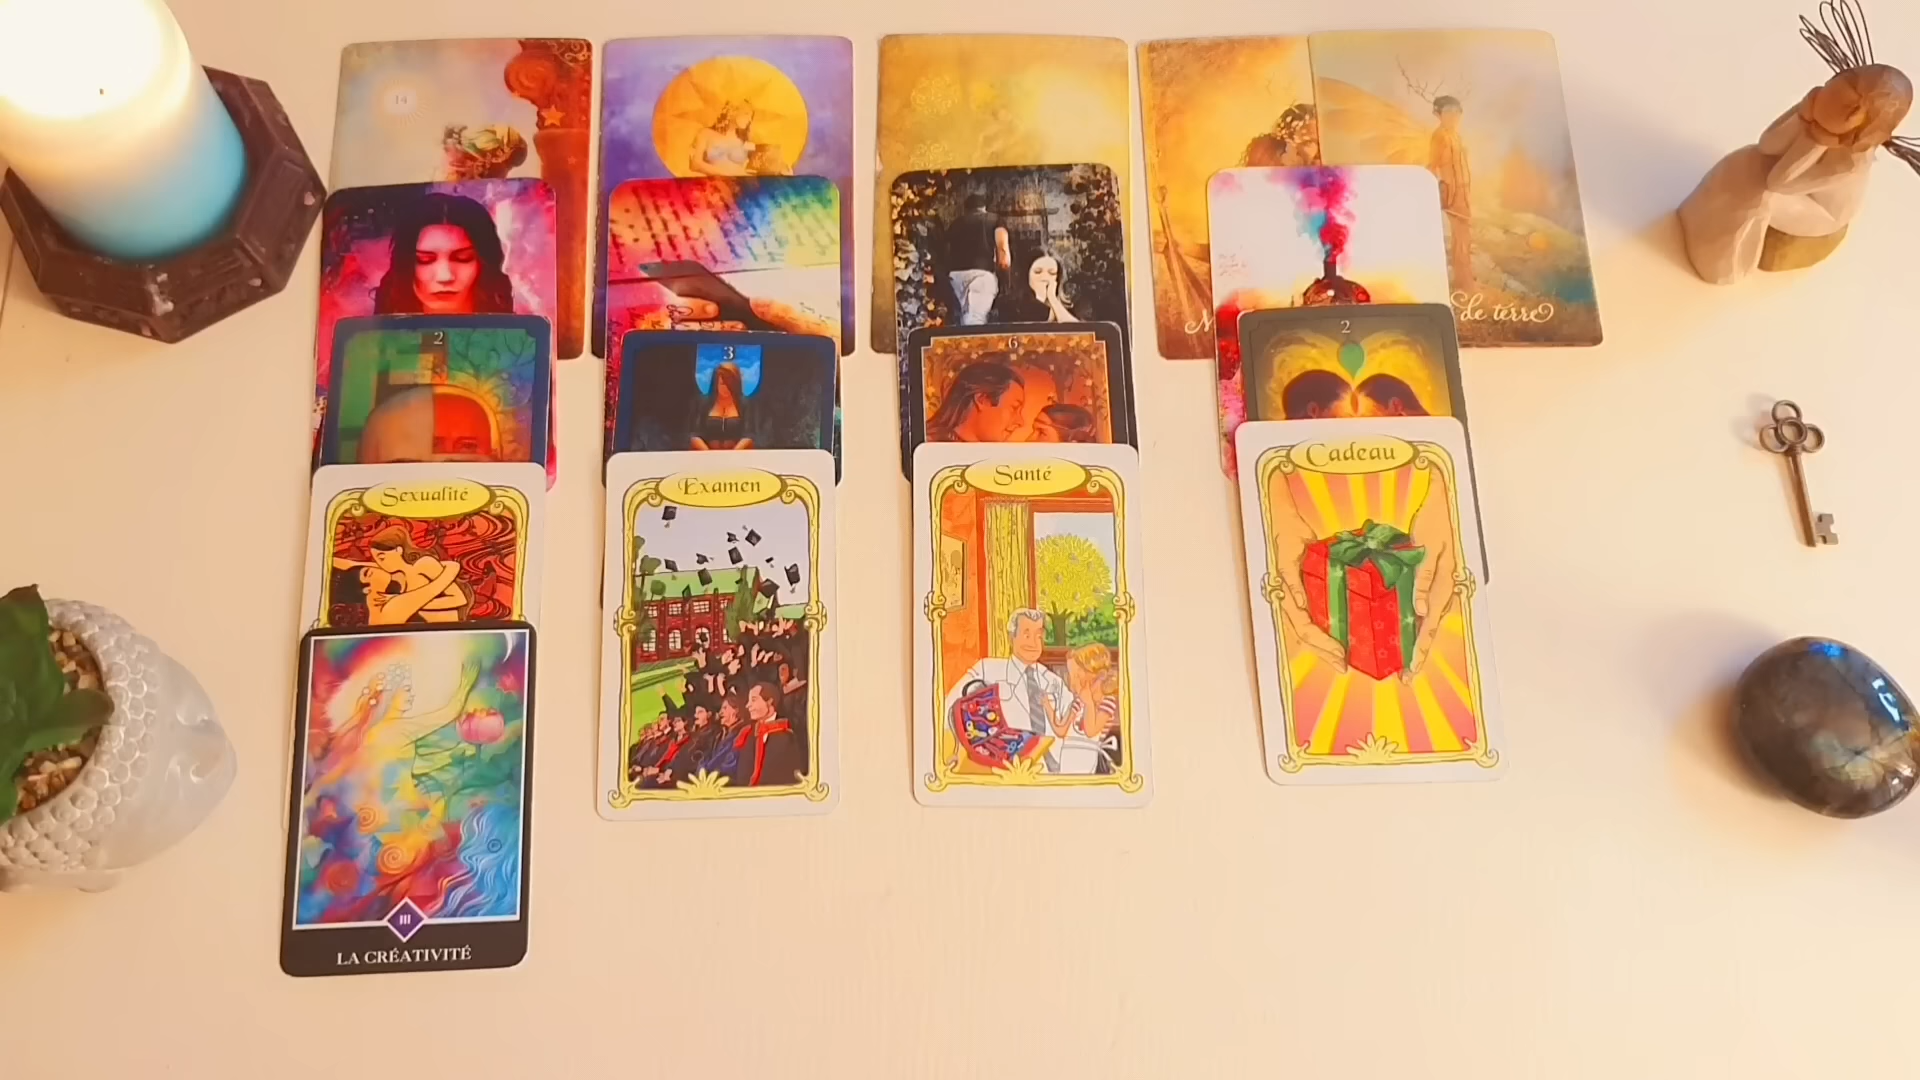 14
de terre
2
3
6
2
Sexualité
Examen
Santé
Cadeau
III
LA CRÉATIVITÉ